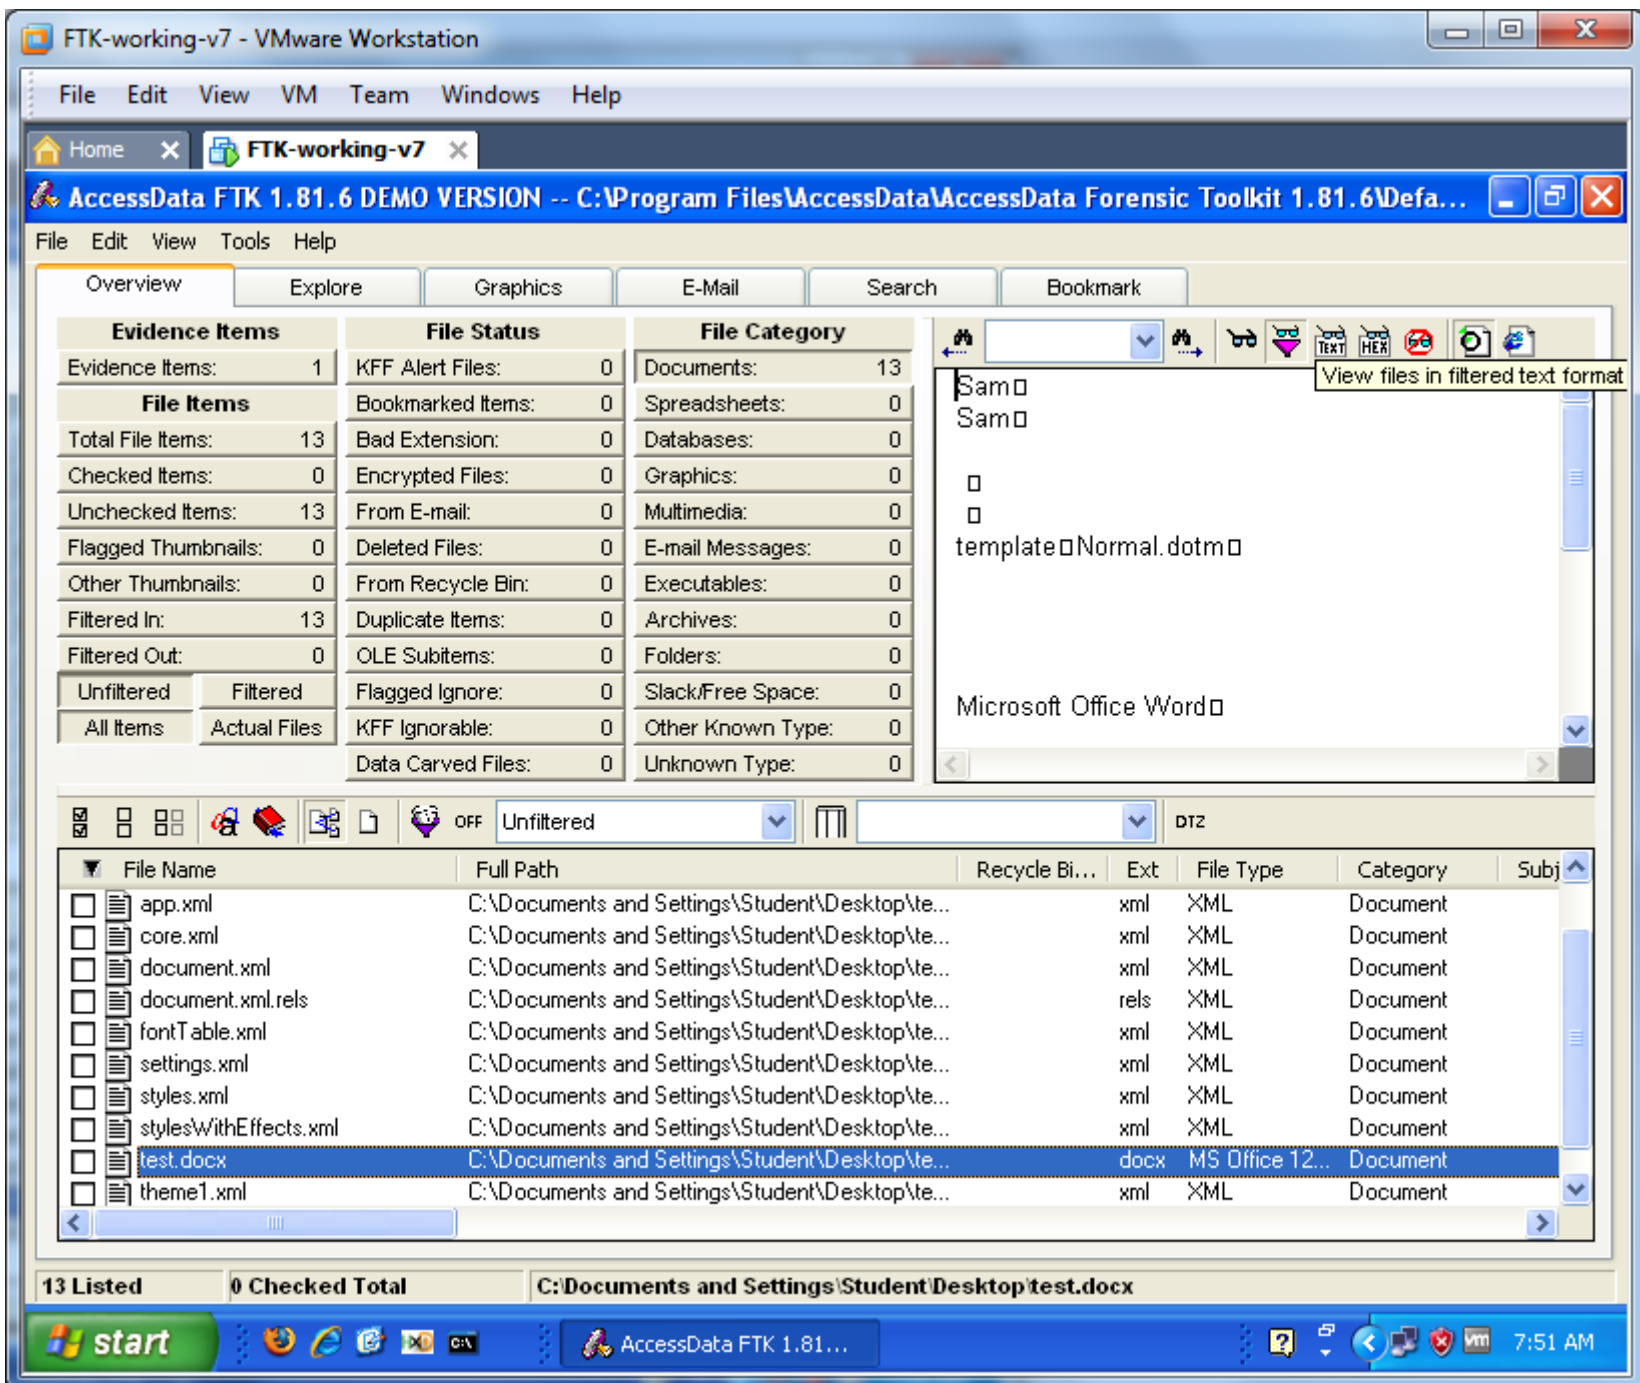 FTK-working-v7 - VMware Workstation
File Edit View VM Team Windows Help
Home FTK-working-v7
AccessData FTK 1.81.6 DEMO VERSION -- C:\Program Files\AccessData\AccessData Forensic Toolkit 1.81.6\Defa...
File Edit View Tools Help
Overview Explore Graphics E-Mail Search Bookmark
Evidence Items File Status File Category
Evidence Items: 1 KFF Alert Files: 0 Documents: 13
TEXT HEX
View files in filtered text format
File Items Bookmarked Items: 0 Spreadsheets: 0
Total File Items: 13 Bad Extension: 0 Databases: 0
Checked Items: 0 Encrypted Files: 0 Graphics: 0
Unchecked Items: 13 From E-mail: 0 Multimedia: 0
Flagged Thumbnails: 0 Deleted Files: 0 E-mail Messages: 0
Other Thumbnails: 0 From Recycle Bin: 0 Executables: 0
Filtered In: 13 Duplicate Items: 0 Archives: 0
Filtered Out: 0 OLE Subitems: 0 Folders: 0
Unfiltered Filtered Flagged Ignore: 0 Slack/Free Space: 0
All Items Actual Files KFF Ignorable: 0 Other Known Type: 0
Data Carved Files: 0 Unknown Type: 0
Sam▯
Sam▯
▯
▯
template▯Normal.dotm▯
Microsoft Office Word▯
OFF Unfiltered DTZ
File Name Full Path Recycle Bi... Ext File Type Category Subj
app.xml C:\Documents and Settings\Student\Desktop\te... xml XML Document
core.xml C:\Documents and Settings\Student\Desktop\te... xml XML Document
document.xml C:\Documents and Settings\Student\Desktop\te... xml XML Document
document.xml.rels C:\Documents and Settings\Student\Desktop\te... rels XML Document
fontTable.xml C:\Documents and Settings\Student\Desktop\te... xml XML Document
settings.xml C:\Documents and Settings\Student\Desktop\te... xml XML Document
styles.xml C:\Documents and Settings\Student\Desktop\te... xml XML Document
stylesWithEffects.xml C:\Documents and Settings\Student\Desktop\te... xml XML Document
test.docx C:\Documents and Settings\Student\Desktop\te... docx MS Office 12... Document
theme1.xml C:\Documents and Settings\Student\Desktop\te... xml XML Document
13 Listed 0 Checked Total C:\Documents and Settings\Student\Desktop\test.docx
start AccessData FTK 1.81... vm 7:51 AM